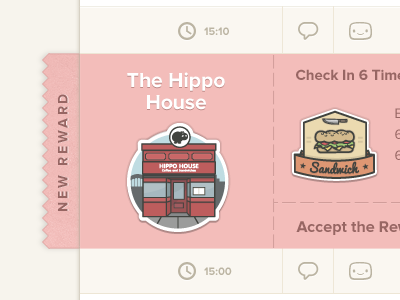 15:10
NEW REWARD
The Hippo
House
HIPPO HOUSE
Coffee and Sandwiches
Check In 6 Time
Sandwich
Accept the Rew
15:00